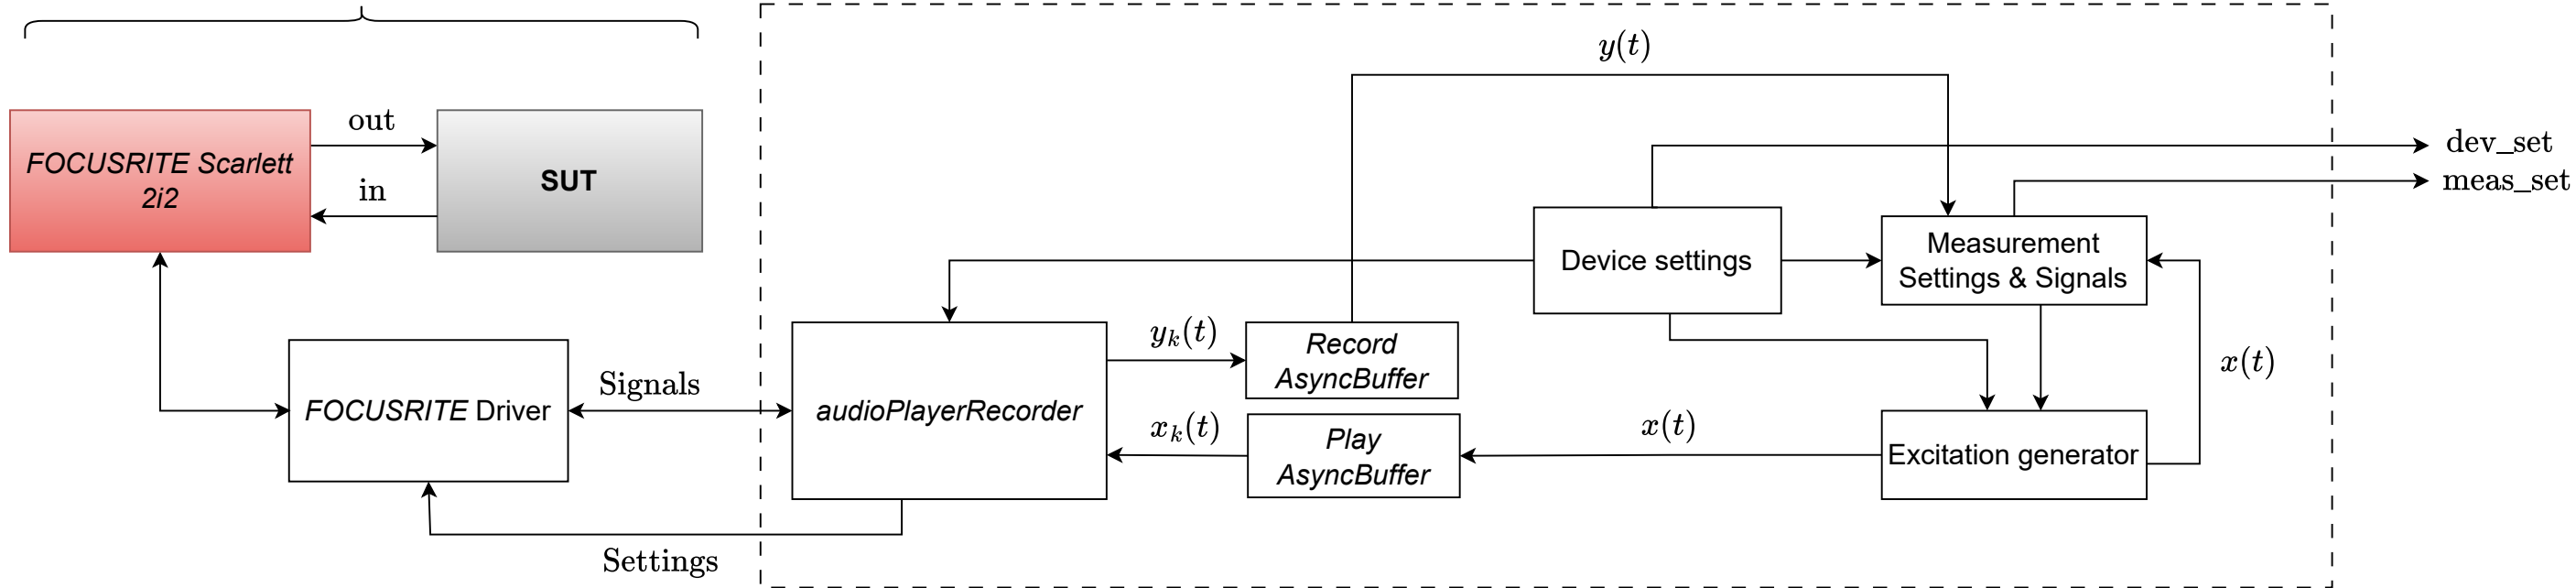 y(t)
out
dev_set
FOCUSRITE Scarlett
2i2
SUT
in
meas_set
Device settings
Measurement
Settings & Signals
y_k(t)
Record
AsyncBuffer
x(t)
Signals
FOCUSRITE Driver
audioPlayerRecorder
x_k(t)
Play
AsyncBuffer
x(t)
Excitation generator
Settings